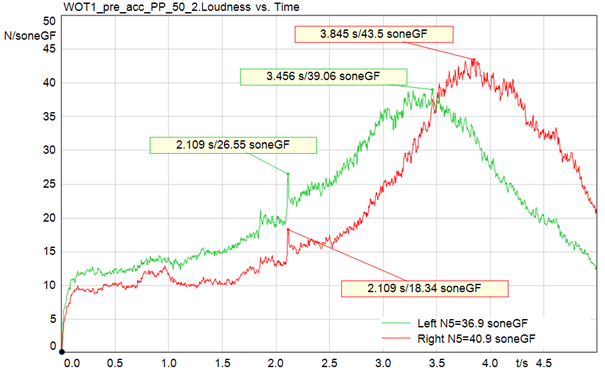 WOT1_pre_acc_PP_50_2.Loudness vs. Time
N/soneGF
50
45
40
35
30
25
20
15
10
5
0
3.845 s/43.5 soneGF
3.456 s/39.06 soneGF
2.109 s/26.55 soneGF
2.109 s/18.34 soneGF
Left N5=36.9 soneGF
Right N5=40.9 soneGF
0.0 0.5 1.0 1.5 2.0 2.5 3.0 3.5 t/s 4.5